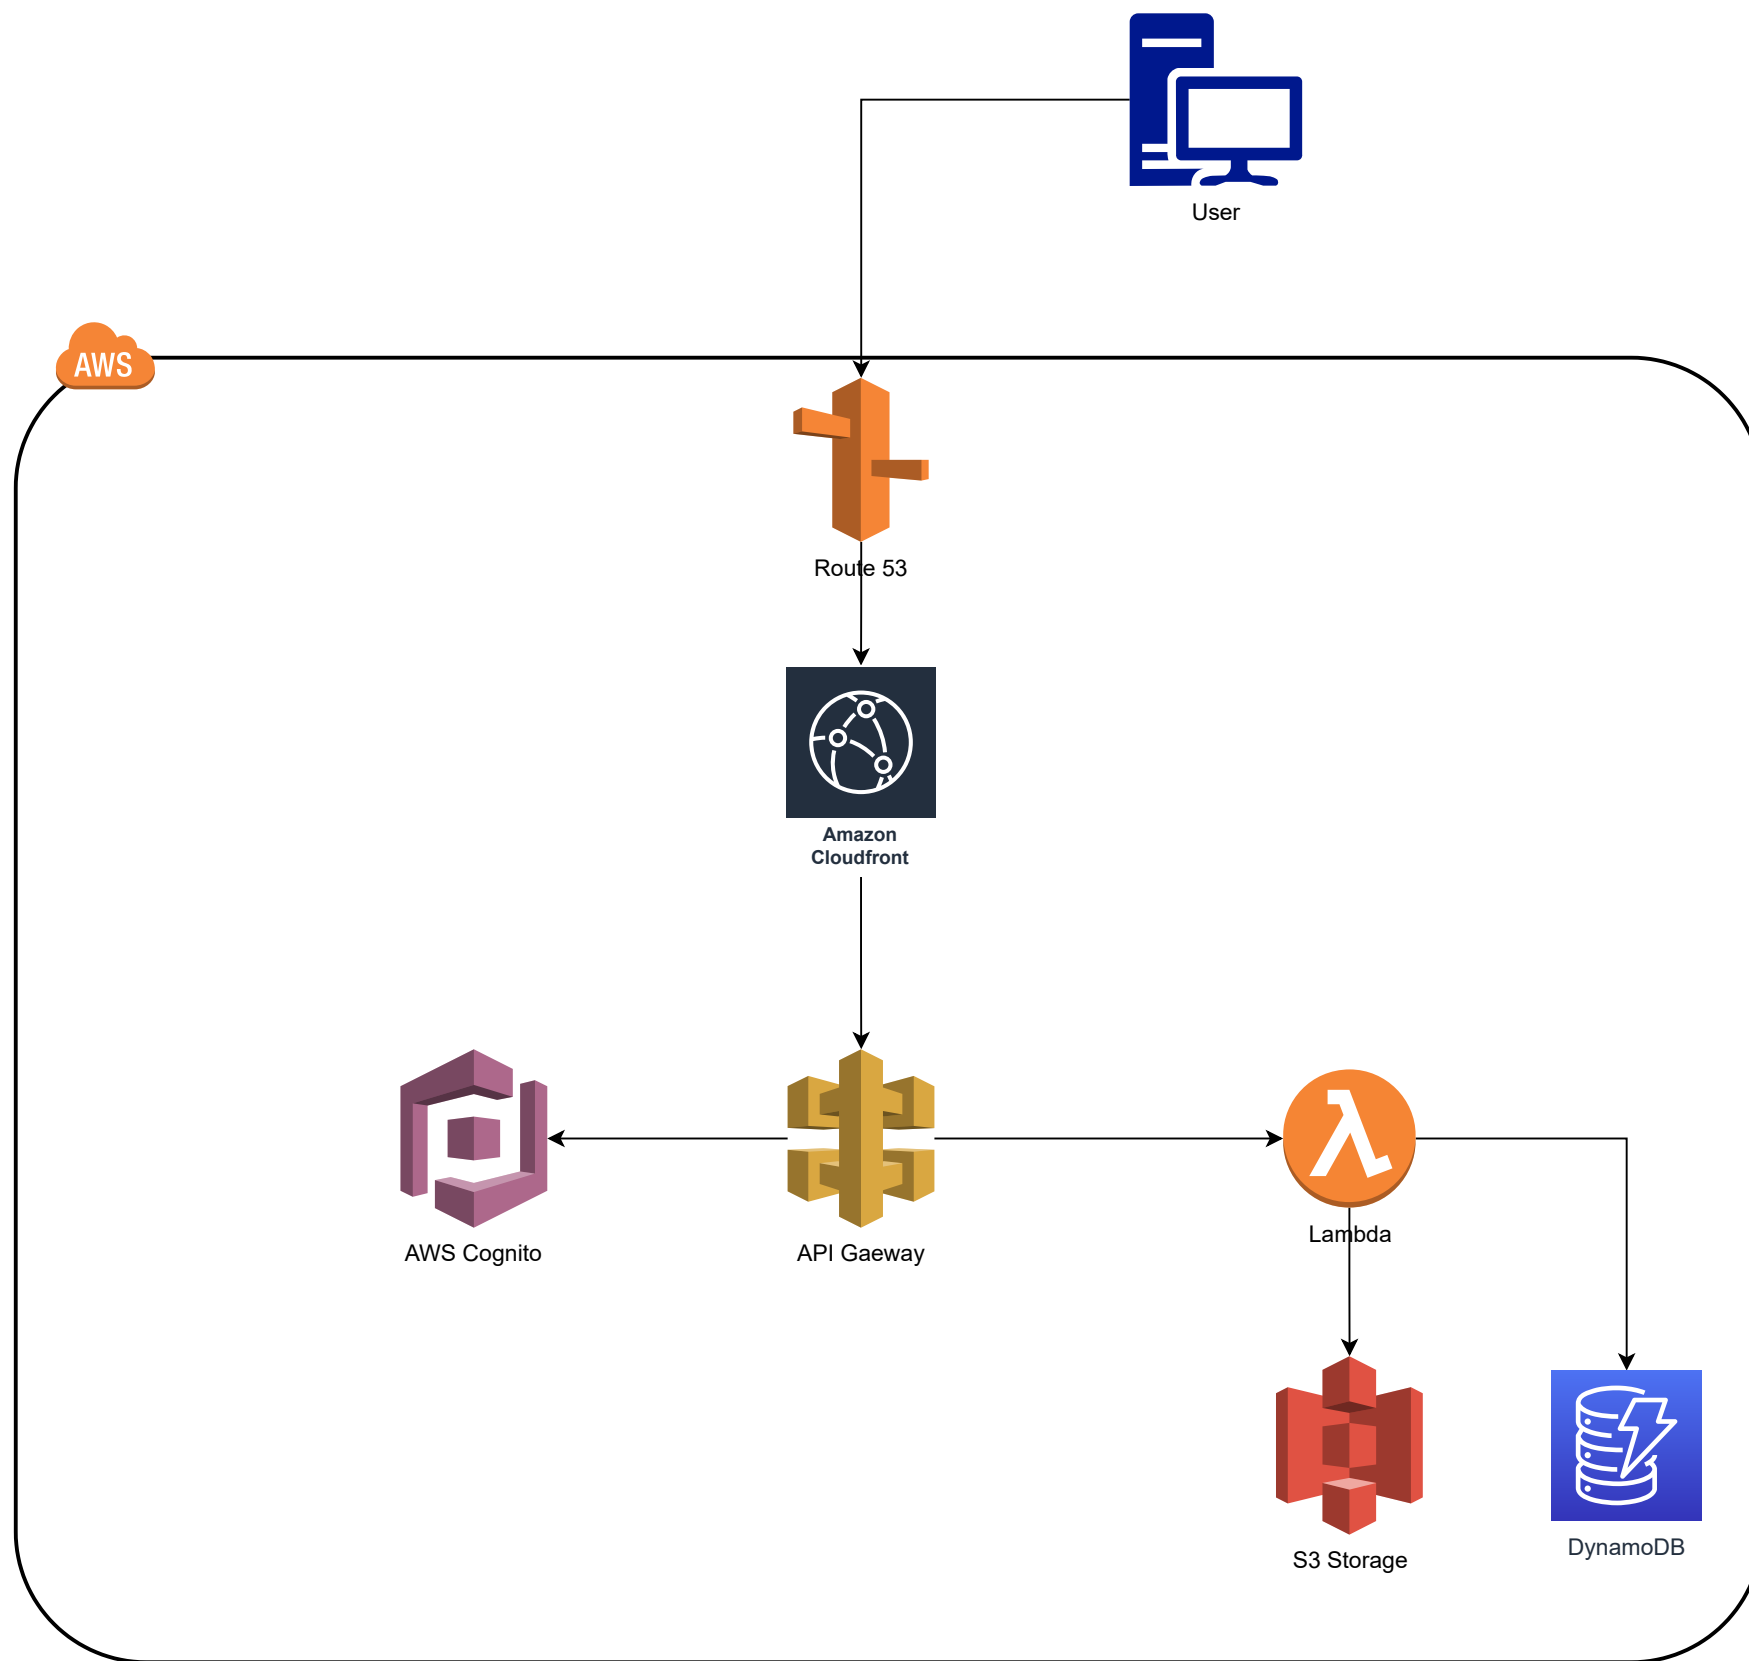 User
AWS
Route 53
Amazon
Cloudfront
AWS Cognito
API Gaeway
Lambda
S3 Storage
DynamoDB